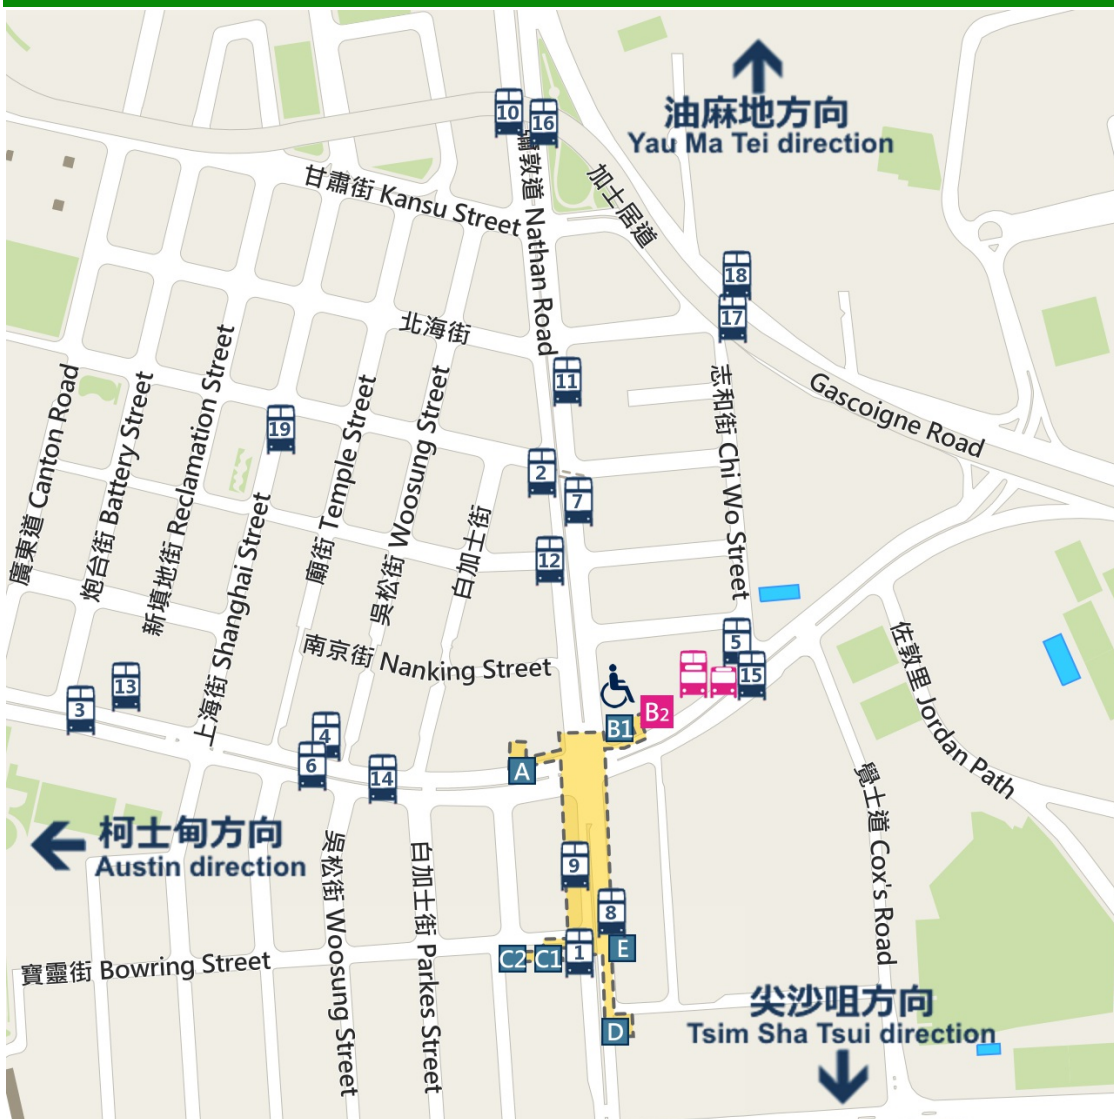 油麻地方向
Yau Ma Tei direction
10
16
彌敦道 Nathan Road
加士居道
甘肅街 Kansu Street
18
17
北海街
11
志和街 Chi Wo Street
Gascoigne Road
19
2
7
12
廣東道 Canton Road
炮台街 Battery Street
新填地街 Reclamation Street
上海街 Shanghai Street
廟街 Temple Street
吳松街 Woosung Street
白加士街
南京街 Nanking Street
5
15
佐敦里 Jordan Path
13
3
4
6
14
B2
B1
A
覺士道 Cox's Road
柯士甸方向
Austin direction
吳松街 Woosung Street
白加士街 Parkes Street
9
8
1
E
C2
C1
寶靈街 Bowring Street
D
尖沙咀方向
Tsim Sha Tsui direction